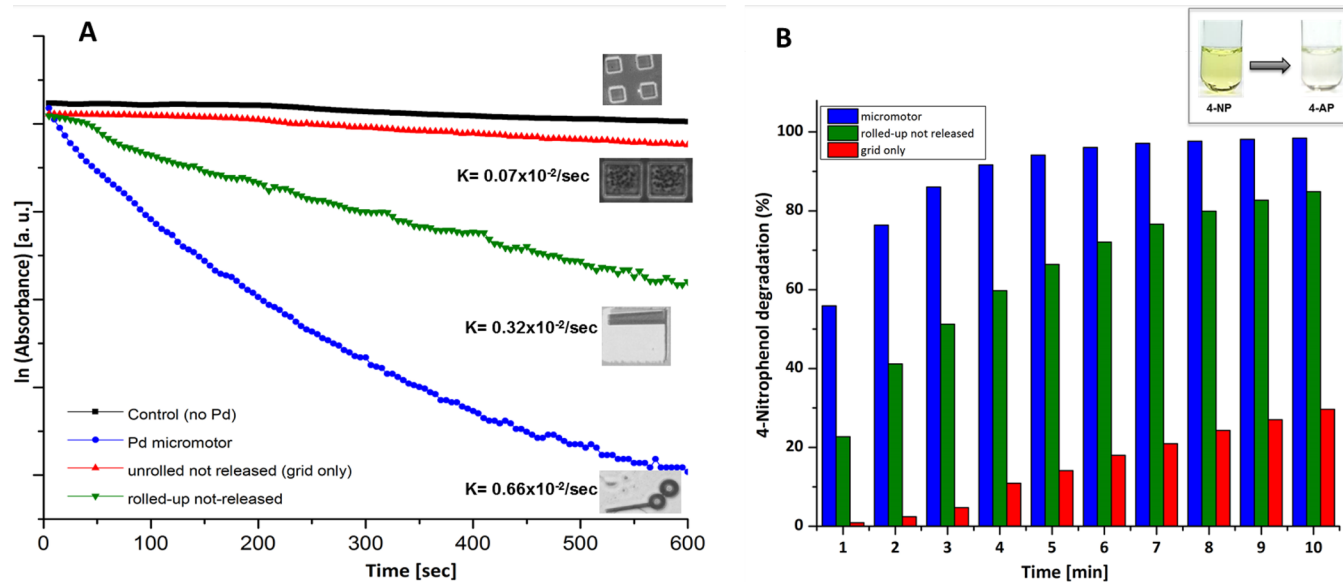 A
ln (Absorbance) [a. u.]
K= 0.07x10-2/sec
K= 0.32x10-2/sec
K= 0.66x10-2/sec
Control (no Pd)
Pd micromotor
unrolled not released (grid only)
rolled-up not-released
0 100 200 300 400 500 600
Time [sec]
B
4-NP 4-AP
micromotor
rolled-up not released
grid only
4-Nitrophenol degradation (%)
100
80
60
40
20
0
1 2 3 4 5 6 7 8 9 10
Time [min]